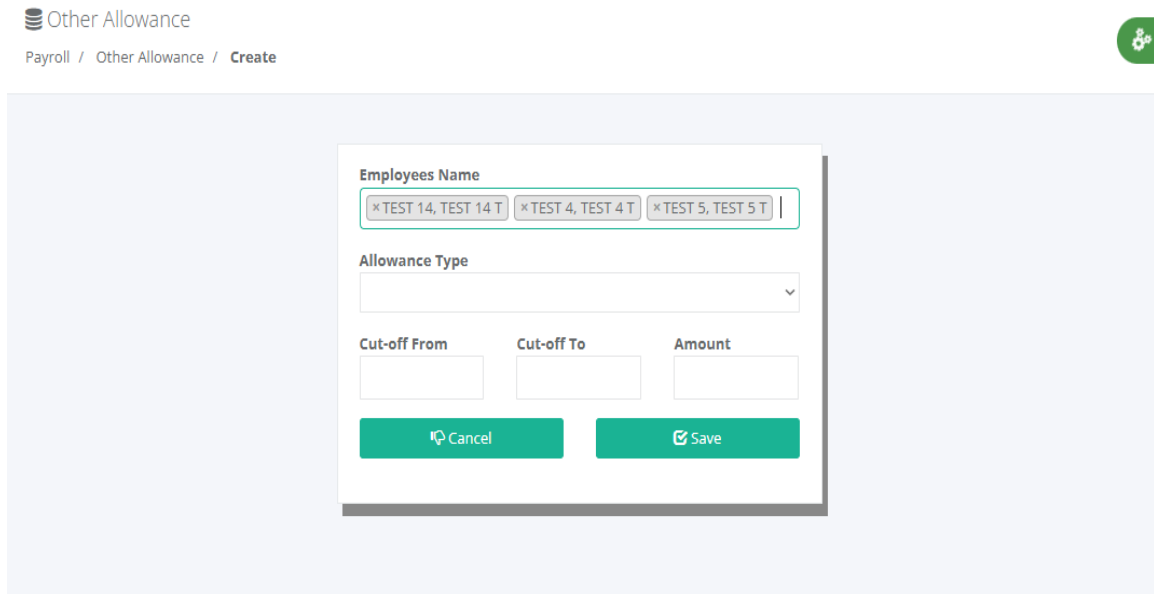 Other Allowance
Payroll / Other Allowance / Create
Employees Name
×TEST 14, TEST 14 T ×TEST 4, TEST 4 T ×TEST 5, TEST 5 T
Allowance Type
Cut-off From Cut-off To Amount
Cancel Save